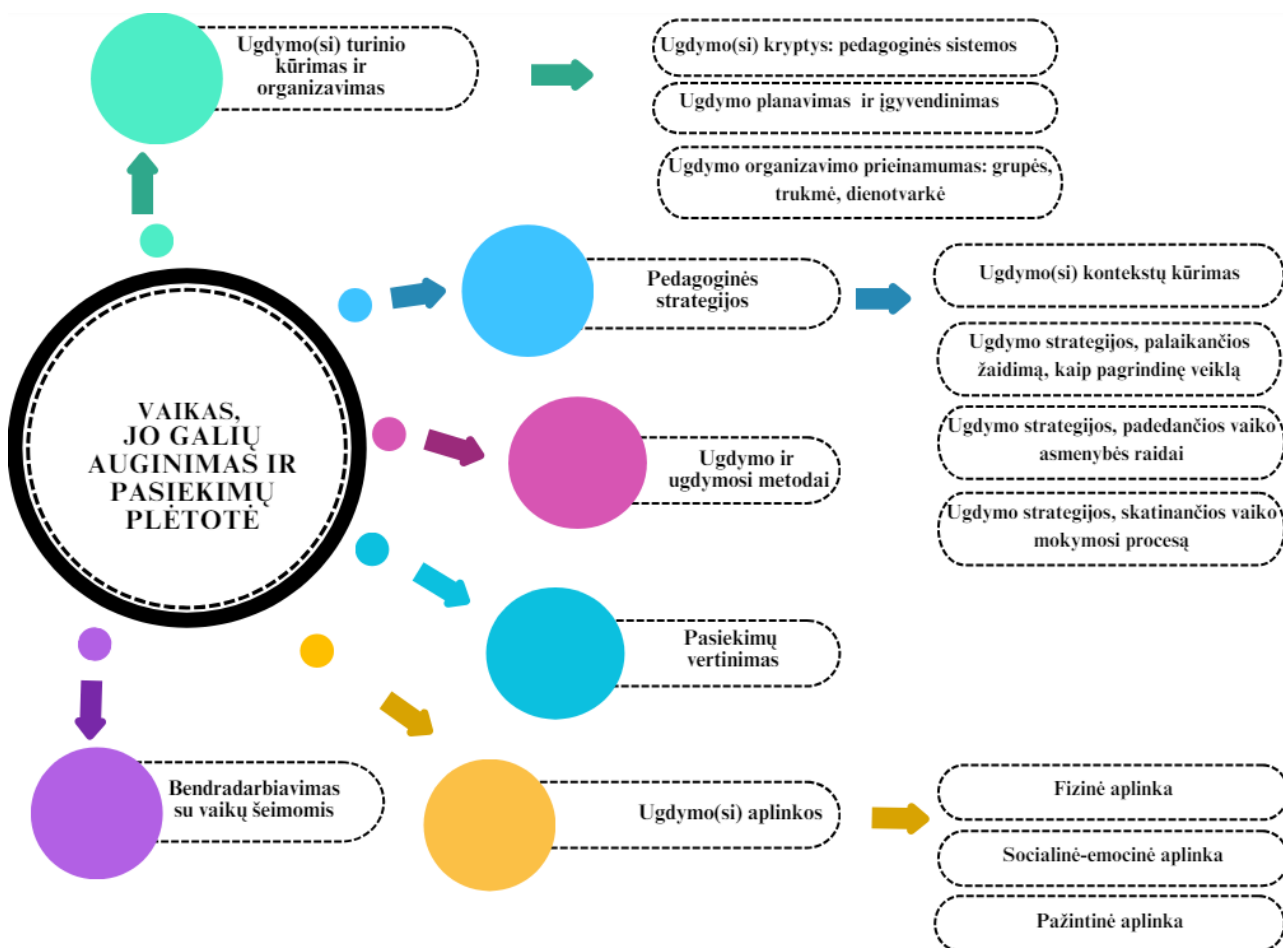 Ugdymo(si) turinio
kūrimas ir
organizavimas
Ugdymo(si) kryptys: pedagoginės sistemos
Ugdymo planavimas ir įgyvendinimas
Ugdymo organizavimo prieinamumas: grupės,
trukmė, dienotvarkė
Pedagoginės
strategijos
Ugdymo(si) kontekstų kūrimas
Ugdymo strategijos, palaikančios
žaidimą, kaip pagrindinę veiklą
Ugdymo strategijos, padedančios vaiko
asmenybės raidai
Ugdymo strategijos, skatinančios vaiko
mokymosi procesą
VAIKAS,
JO GALIŲ
AUGINIMAS IR
PASIEKIMŲ
PLĖTOTĖ
Ugdymo ir
ugdymosi metodai
Pasiekimų
vertinimas
Bendradarbiavimas
su vaikų šeimomis
Ugdymo(si) aplinkos
Fizinė aplinka
Socialinė-emocinė aplinka
Pažintinė aplinka